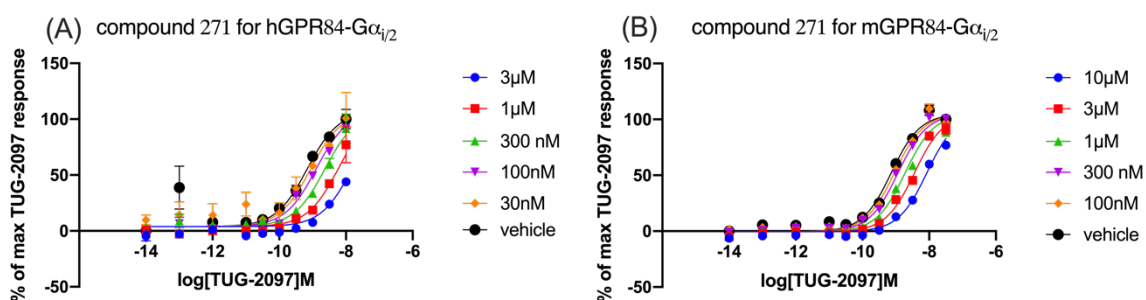 (A) compound 271 for hGPR84-Gαi/2
% of max TUG-2097 response
150
100
50
0
-50
-14
-12
-10
-8
-6
log[TUG-2097]M
3µM
1µM
300 nM
100nM
30nM
vehicle
(B) compound 271 for mGPR84-Gαi/2
% of max TUG-2097 response
150
100
50
0
-50
-14
-12
-10
-8
-6
log[TUG-2097]M
10µM
3µM
1µM
300 nM
100nM
vehicle